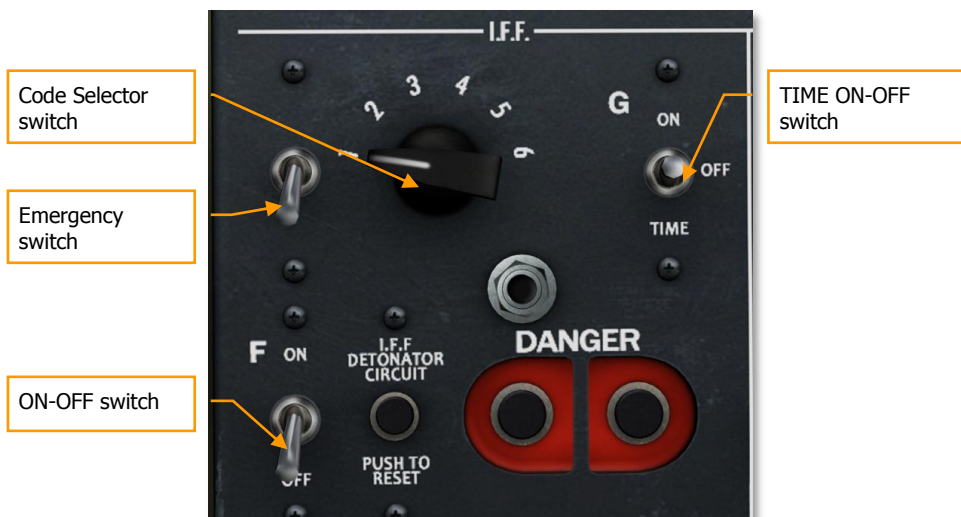 I.F.F.
Code Selector
switch
1
2
3
4
5
6
G
ON
OFF
TIME
TIME ON-OFF
switch
Emergency
switch
F
ON
I.F.F
DETONATOR
CIRCUIT
DANGER
ON-OFF switch
OFF
PUSH TO
RESET